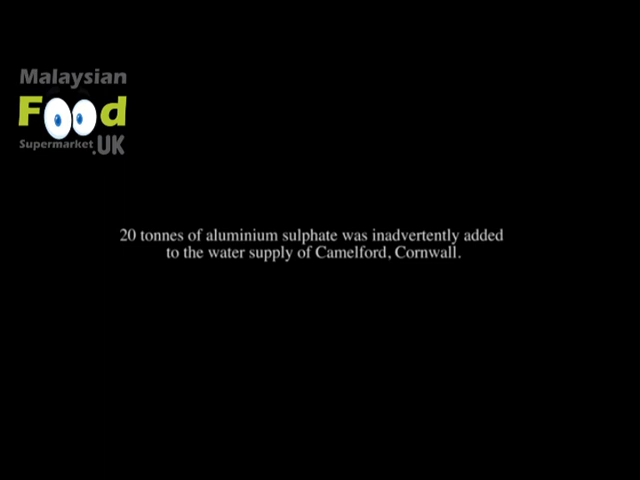 Malaysian
Food
Supermarket.UK
20 tonnes of aluminium sulphate was inadvertently added
to the water supply of Camelford, Cornwall.